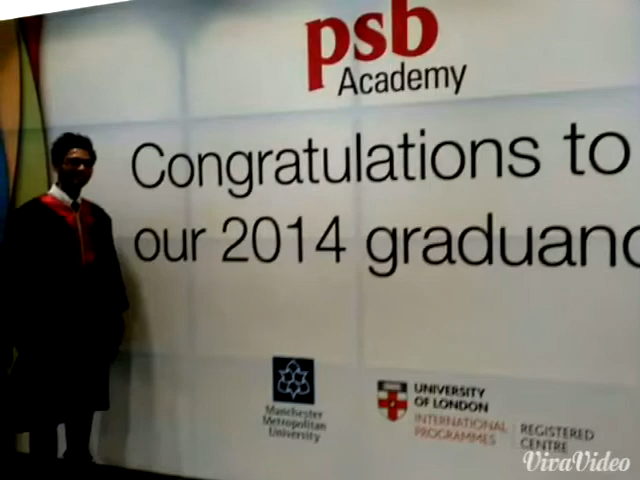 psb
Academy
Congratulations to
our 2014 graduand
Manchester
Metropolitan
University
UNIVERSITY
OF LONDON
INTERNATIONAL
PROGRAMMES
REGISTERED
CENTRE
VivaVideo